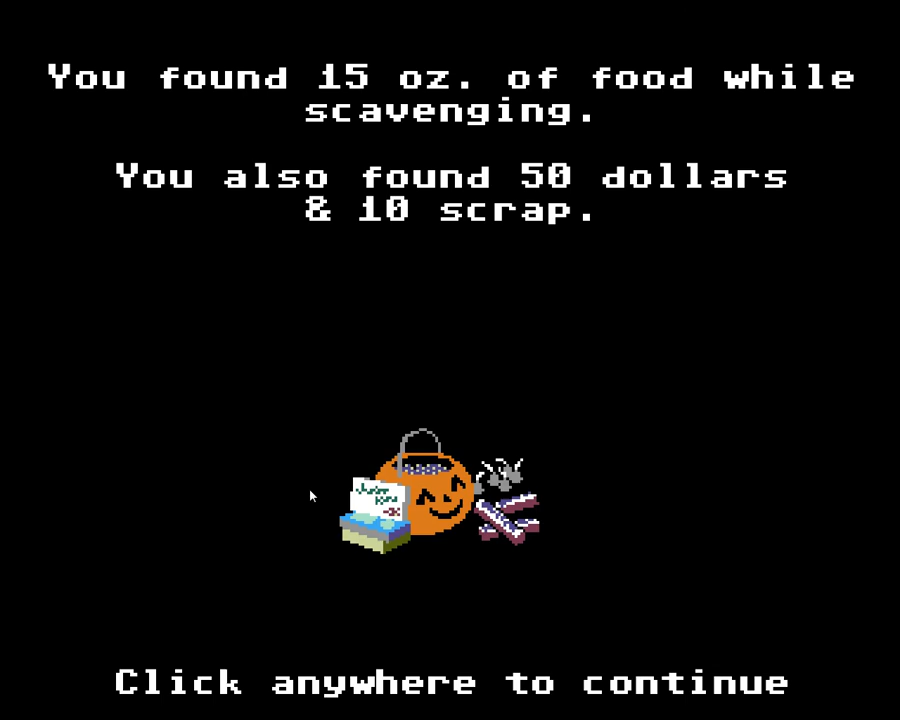 You found 15 oz. of food while
scavenging.
You also found 50 dollars
& 10 scrap.
Click anywhere to continue